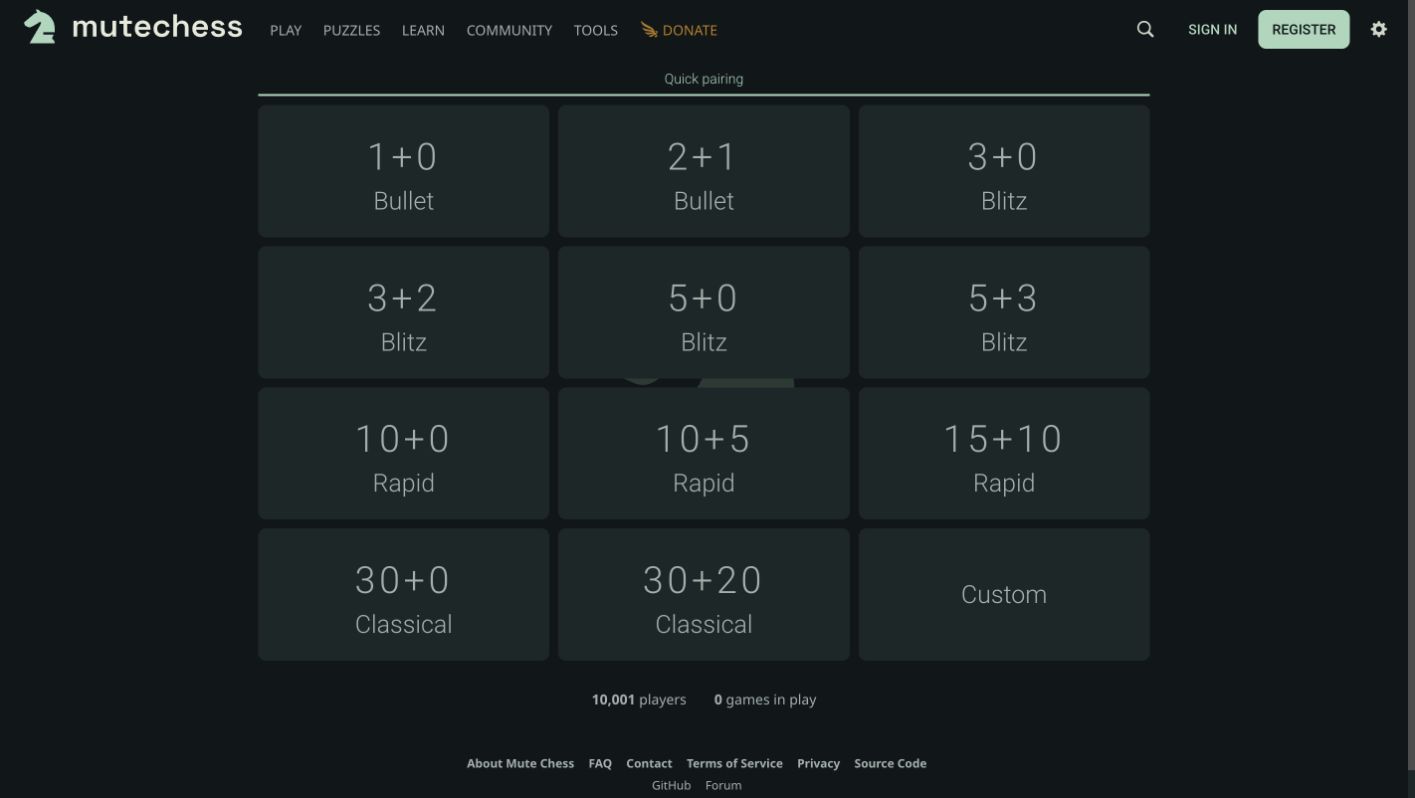 mutechess PLAY PUZZLES LEARN COMMUNITY TOOLS DONATE SIGN IN REGISTER
Quick pairing
1+0 2+1 3+0
Bullet Bullet Blitz
3+2 5+0 5+3
Blitz Blitz Blitz
10+0 10+5 15+10
Rapid Rapid Rapid
30+0 30+20 Custom
Classical Classical
10,001 players 0 games in play
About Mute Chess FAQ Contact Terms of Service Privacy Source Code
GitHub Forum